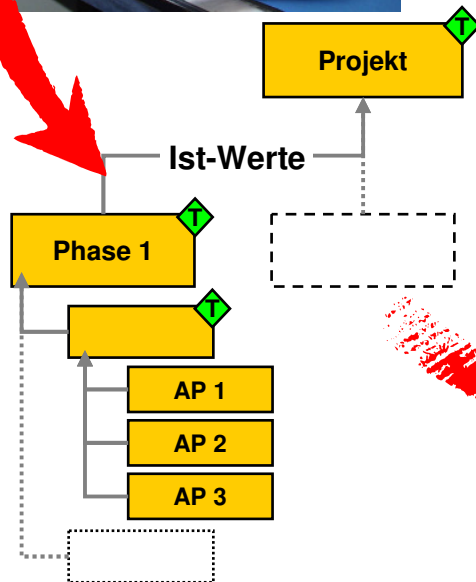 T
Projekt
Ist-Werte
T
Phase 1
T
AP 1
AP 2
AP 3